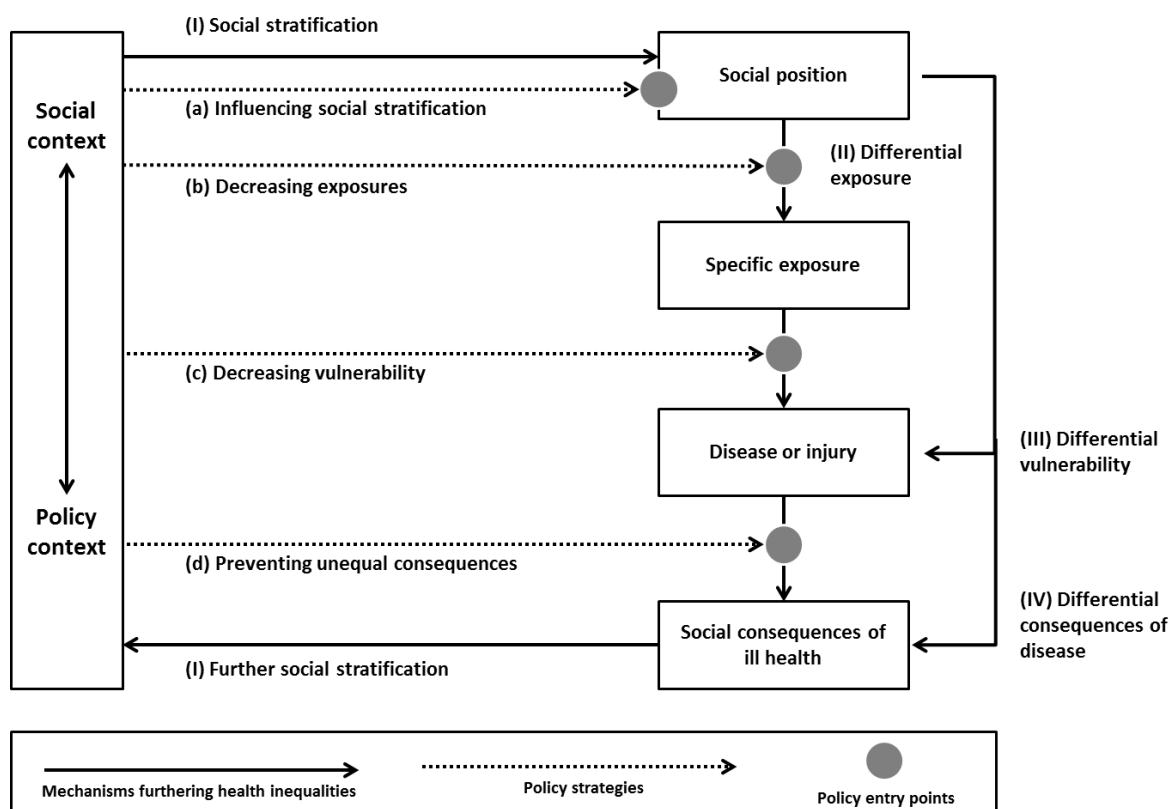 (I) Social stratification
Social position
Social
context
(a) Influencing social stratification
(II) Differential
exposure
(b) Decreasing exposures
Specific exposure
(c) Decreasing vulnerability
Disease or injury
(III) Differential
vulnerability
Policy
context
(d) Preventing unequal consequences
Social consequences of
ill health
(IV) Differential
consequences of
disease
(I) Further social stratification
Mechanisms furthering health inequalities
Policy strategies
Policy entry points